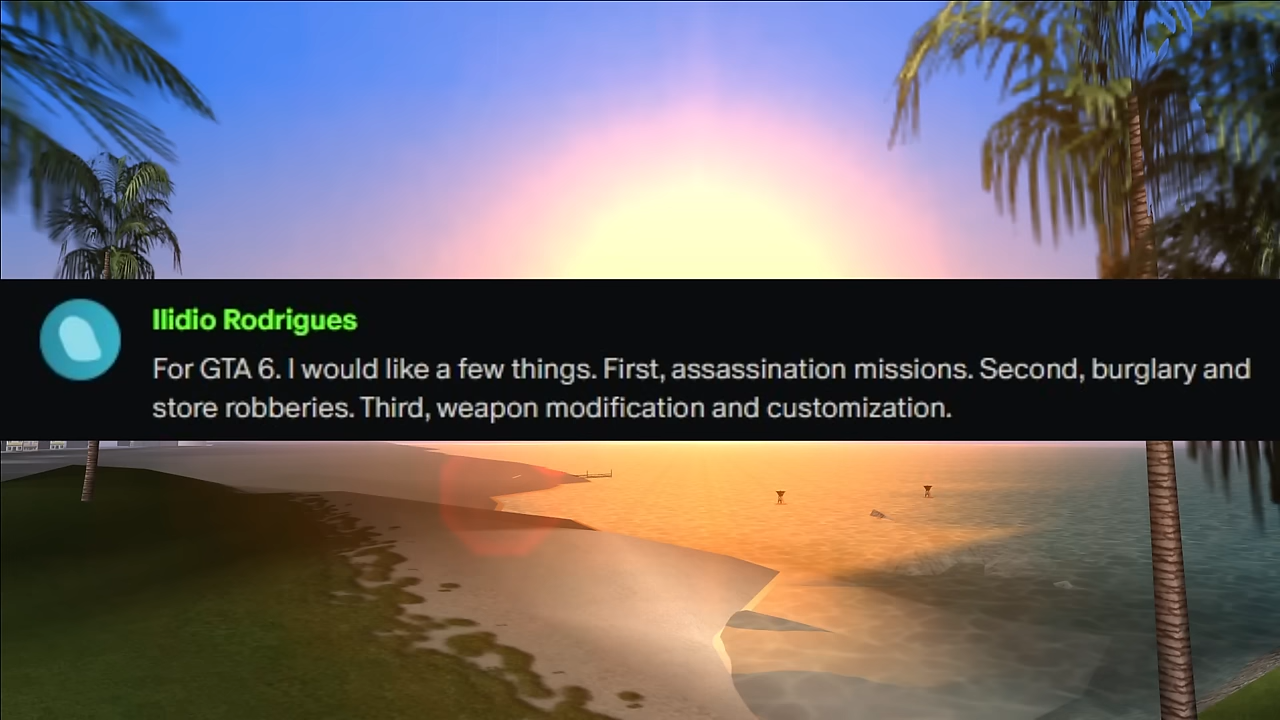 Ilidio Rodrigues
For GTA 6. I would like a few things. First, assassination missions. Second, burglary and
store robberies. Third, weapon modification and customization.